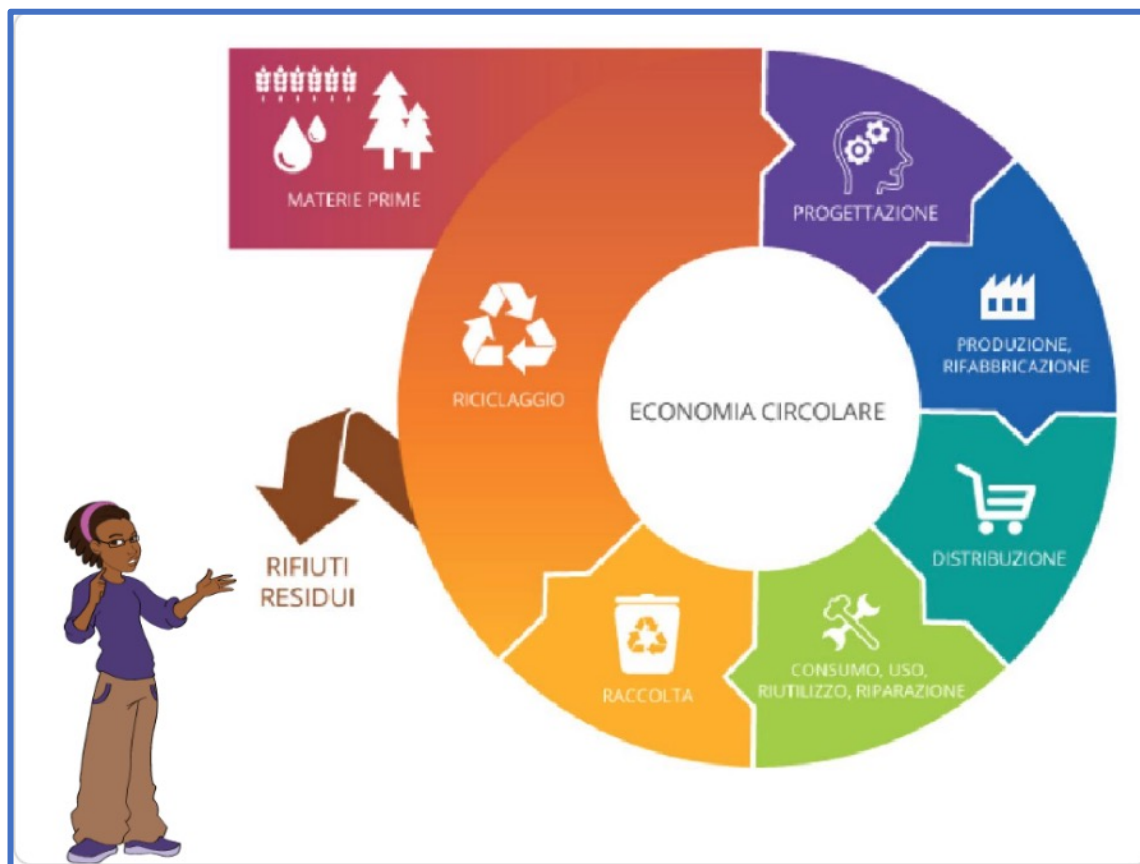 MATERIE PRIME
PROGETTAZIONE
PRODUZIONE,
RIFABBRICAZIONE
RICICLAGGIO
ECONOMIA CIRCOLARE
DISTRIBUZIONE
RIFIUTI
RESIDUI
CONSUMO, USO,
RIUTILIZZO, RIPARAZIONE
RACCOLTA